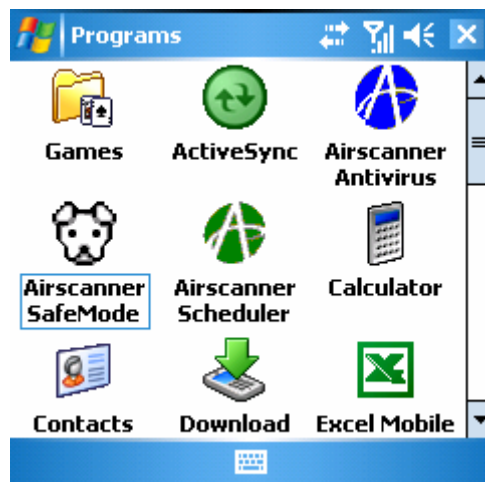 Programs
Games
ActiveSync
Airscanner
Antivirus
Airscanner
SafeMode
Airscanner
Scheduler
Calculator
Contacts
Download
Excel Mobile